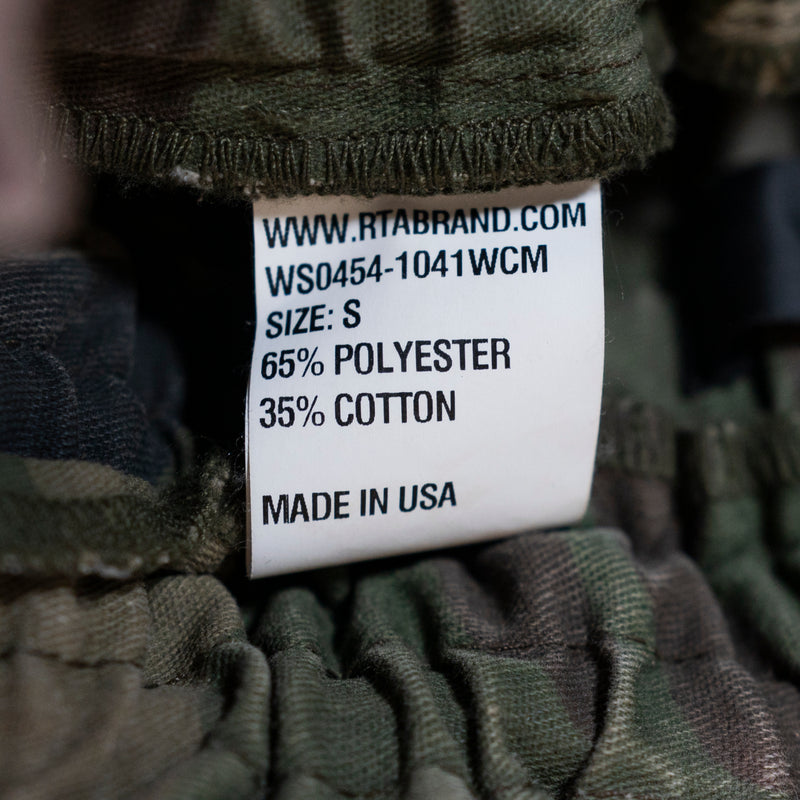 WWW.RTABRAND.COM
WS0454-1041WCM
SIZE: S
65% POLYESTER
35% COTTON
MADE IN USA